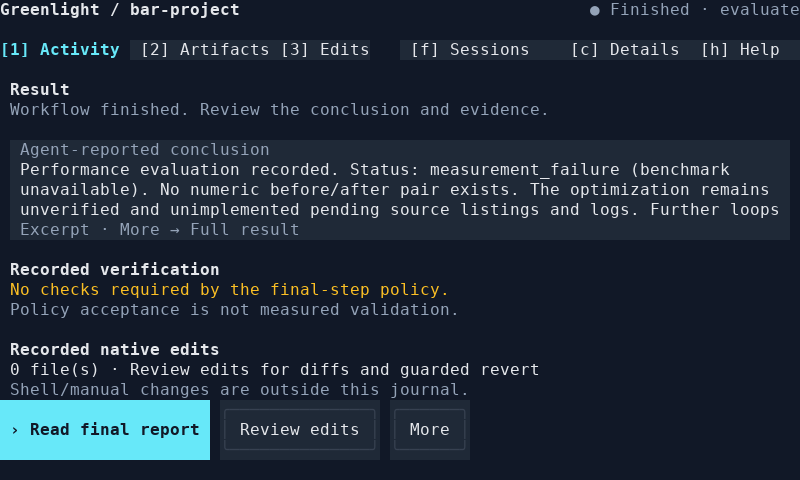 Greenlight / bar-project ● Finished · evaluate
[1] Activity [2] Artifacts [3] Edits [f] Sessions [c] Details [h] Help
Result
Workflow finished. Review the conclusion and evidence.
Agent-reported conclusion
Performance evaluation recorded. Status: measurement_failure (benchmark
unavailable). No numeric before/after pair exists. The optimization remains
unverified and unimplemented pending source listings and logs. Further loops
Excerpt · More → Full result
Recorded verification
No checks required by the final-step policy.
Policy acceptance is not measured validation.
Recorded native edits
0 file(s) · Review edits for diffs and guarded revert
Shell/manual changes are outside this journal.
› Read final report Review edits More